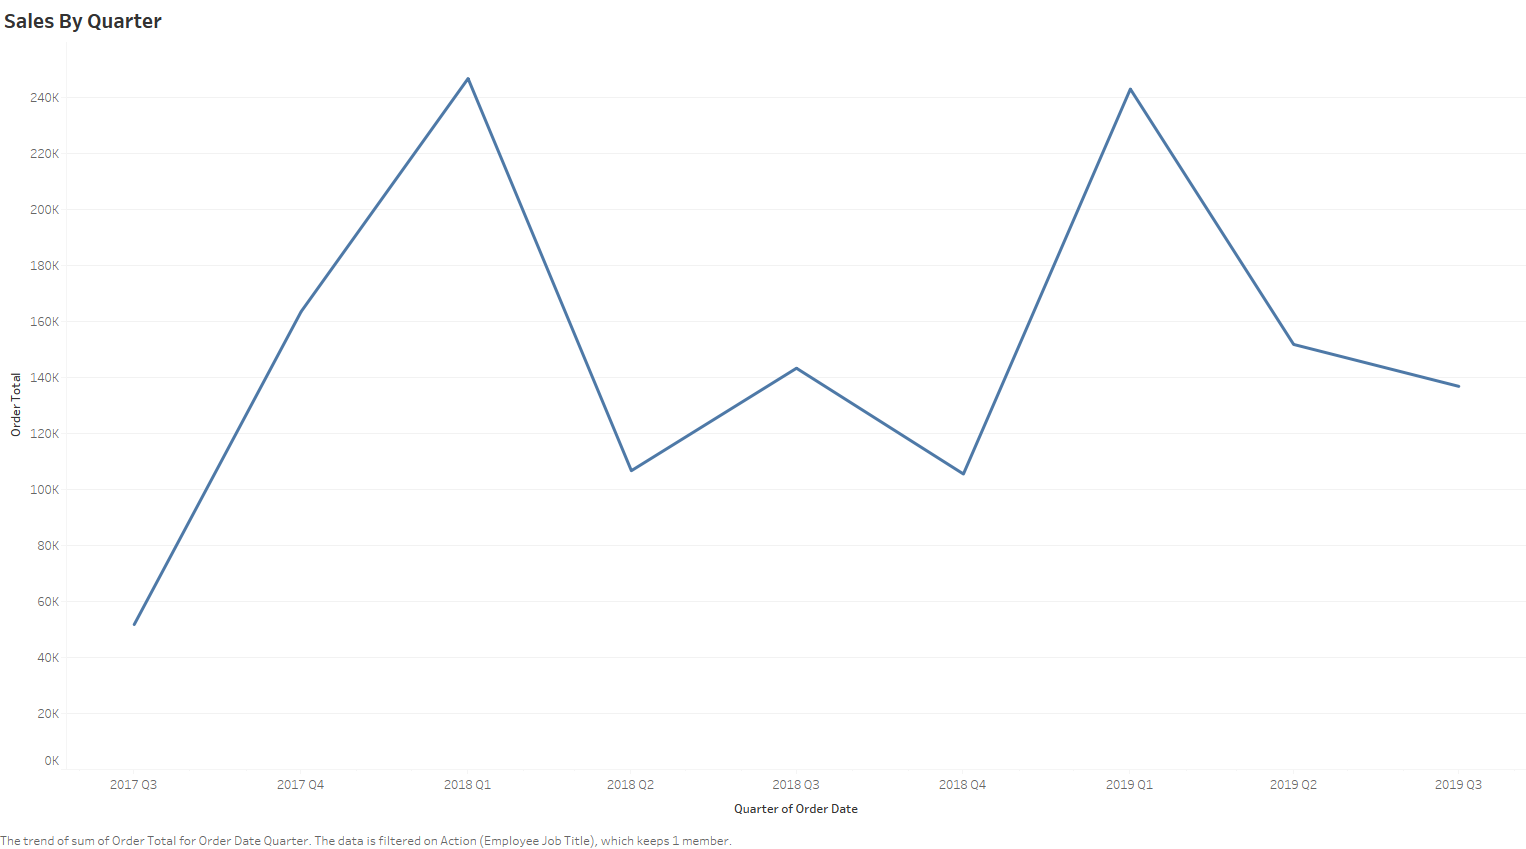 Sales By Quarter
240K
220K
200K
180K
160K
140K
120K
100K
80K
60K
40K
20K
0K
Order Total
2017 Q3 2017 Q4 2018 Q1 2018 Q2 2018 Q3 2018 Q4 2019 Q1 2019 Q2 2019 Q3
Quarter of Order Date
The trend of sum of Order Total for Order Date Quarter. The data is filtered on Action (Employee Job Title), which keeps 1 member.